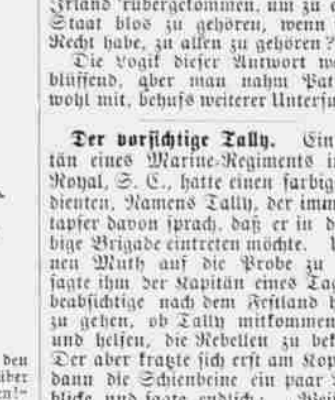 Irland 'rübergekommen, um zu
Staat blos zu gehören, wenn
Recht habe, zu allen zu gehören?
Die Logik dieser Antwort
blüffend, aber man nahm Pat
wohl mit, behufs weiterer
Der vorsichtige Tally. Ein
tän eines Marine-Regiments
Royal, S. C., hatte einen farbig
dienten, Namens Tally, der imm
tapfer davon sprach, daß er in d
bige Brigade eintreten möchte.
nen Muth auf die Probe zu
sagte ihm der Kapitän eines Tag
beabsichtige nach dem Festland
zu gehen, ob Tally mitkommen
und helfen, die Rebellen zu bek
Der aber kratzte sich erst am Kop
dann die Schienbeine ein paar
blicke und sagte endlich:
den
über